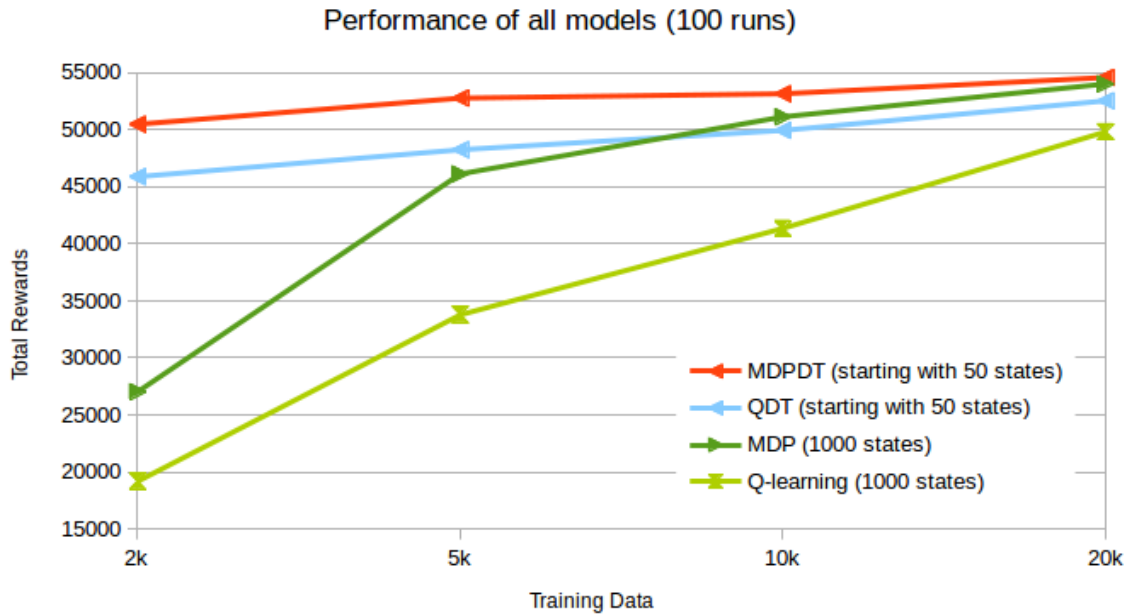 Performance of all models (100 runs)
55000
50000
45000
40000
35000
30000
25000
20000
15000
Total Rewards
MDPDT (starting with 50 states)
QDT (starting with 50 states)
MDP (1000 states)
Q-learning (1000 states)
2k 5k 10k 20k
Training Data